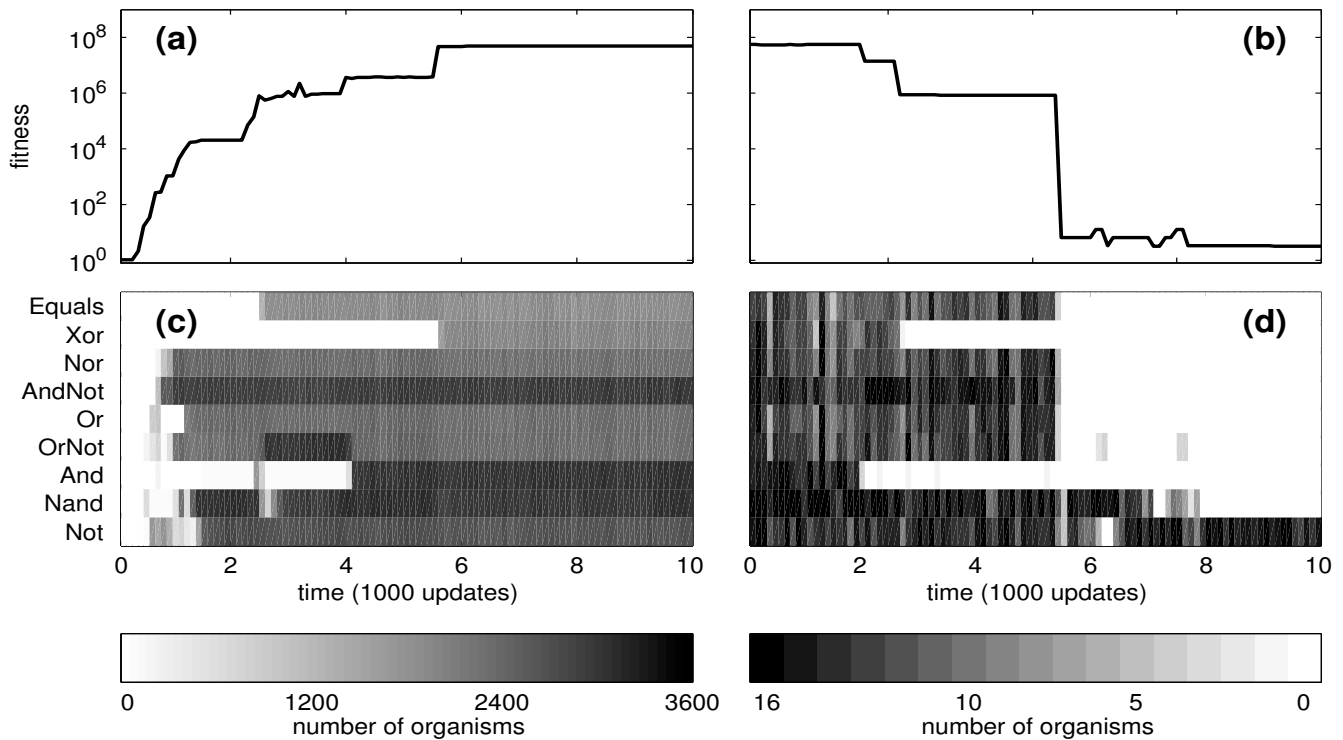 (a)
(b)
fitness
10^8
10^6
10^4
10^2
10^0
(c)
(d)
Equals
Xor
Nor
AndNot
Or
OrNot
And
Nand
Not
0 2 4 6 8 10
time (1000 updates)
0 2 4 6 8 10
time (1000 updates)
0 1200 2400 3600
number of organisms
16 10 5 0
number of organisms